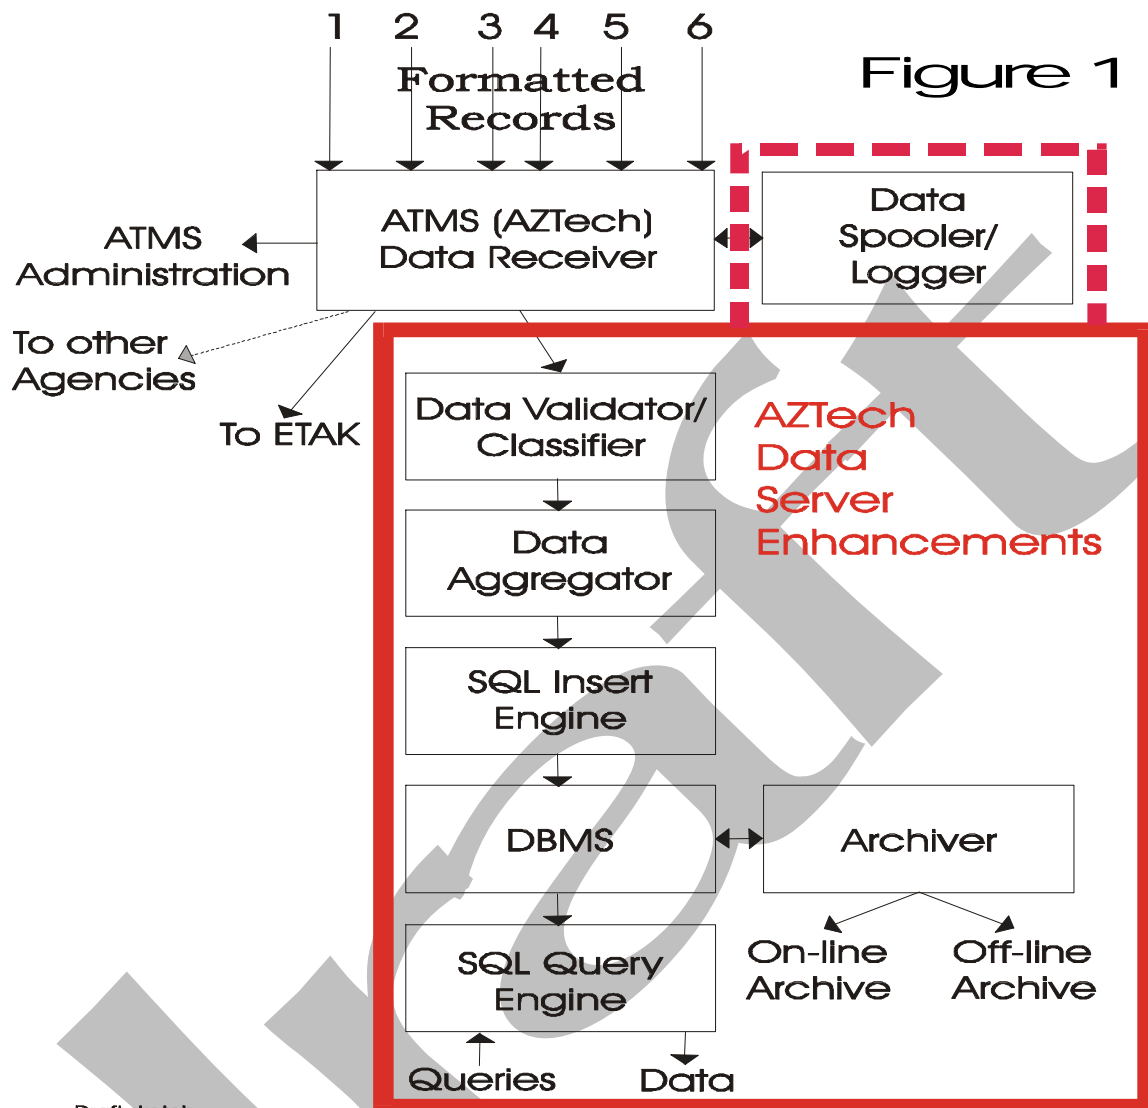 1 2 3 4 5 6
Formatted
Records
Figure 1
ATMS (AZTech)
Data Receiver
Data
Spooler/
Logger
ATMS
Administration
To other
Agencies
To ETAK
Data Validator/
Classifier
AZTech
Data
Server
Enhancements
Data
Aggregator
SQL Insert
Engine
DBMS
Archiver
On-line
Archive
Off-line
Archive
SQL Query
Engine
Queries
Data